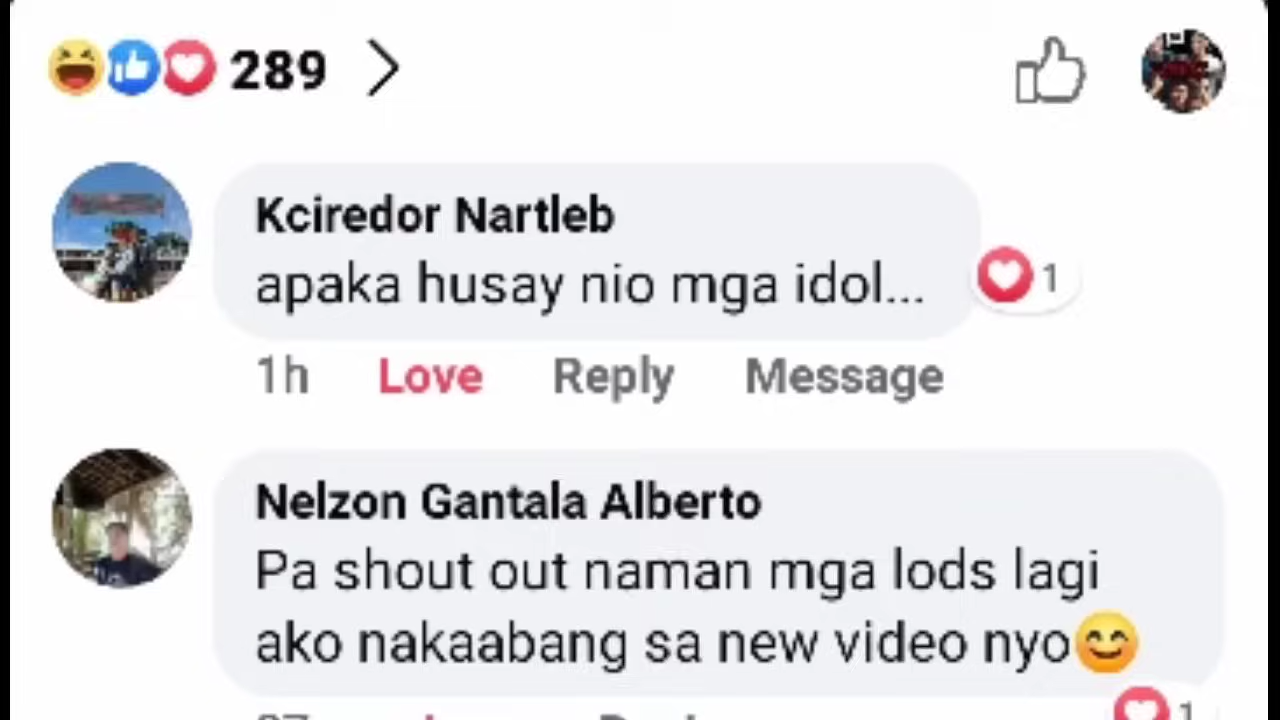 289
Kciredor Nartleb
apaka husay nio mga idol...
1
1h Love Reply Message
Nelzon Gantala Alberto
Pa shout out naman mga lods lagi
ako nakaabang sa new video nyo😊
1